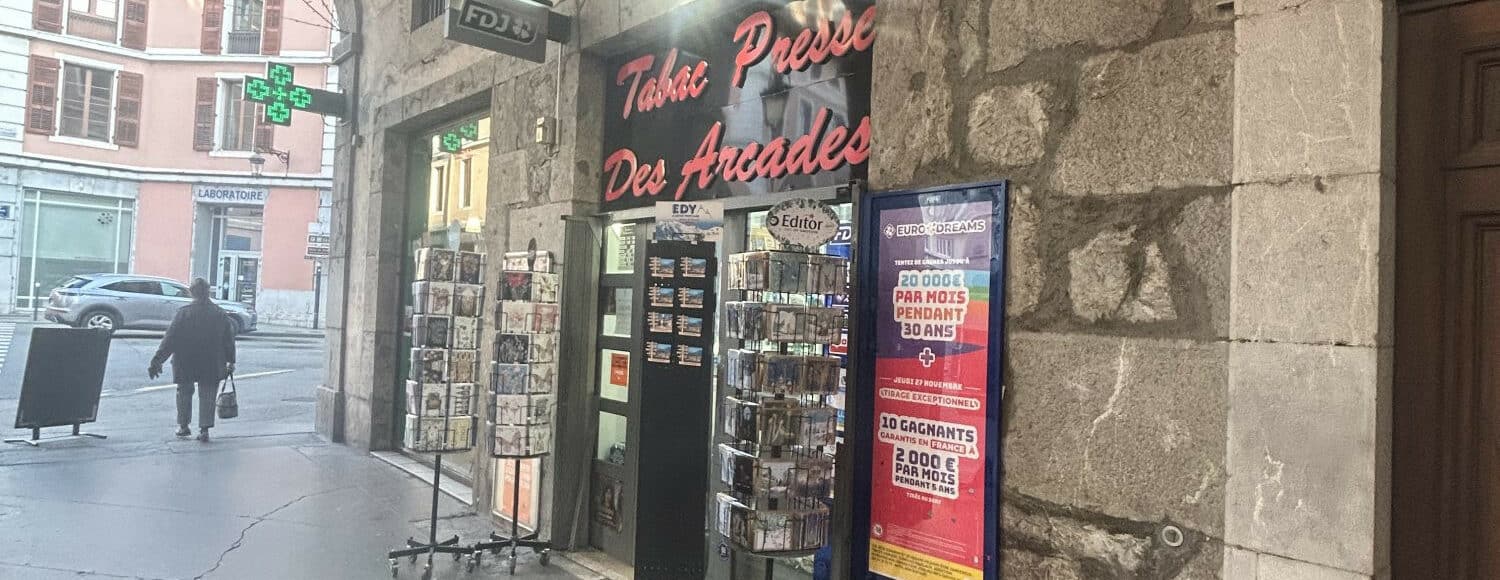 FDJ
Tabac Presse
Des Arcades
LABORATOIRE
EDY
Editor
FDJ
EURODREAMS
TENTEZ DE GAGNER JUSQU'À
20 000€
PAR MOIS
PENDANT
30 ANS
+
JEUDI 27 NOVEMBRE
TIRAGE EXCEPTIONNEL
10 GAGNANTS
GARANTIS EN FRANCE À
2 000€
PAR MOIS
PENDANT 5 ANS